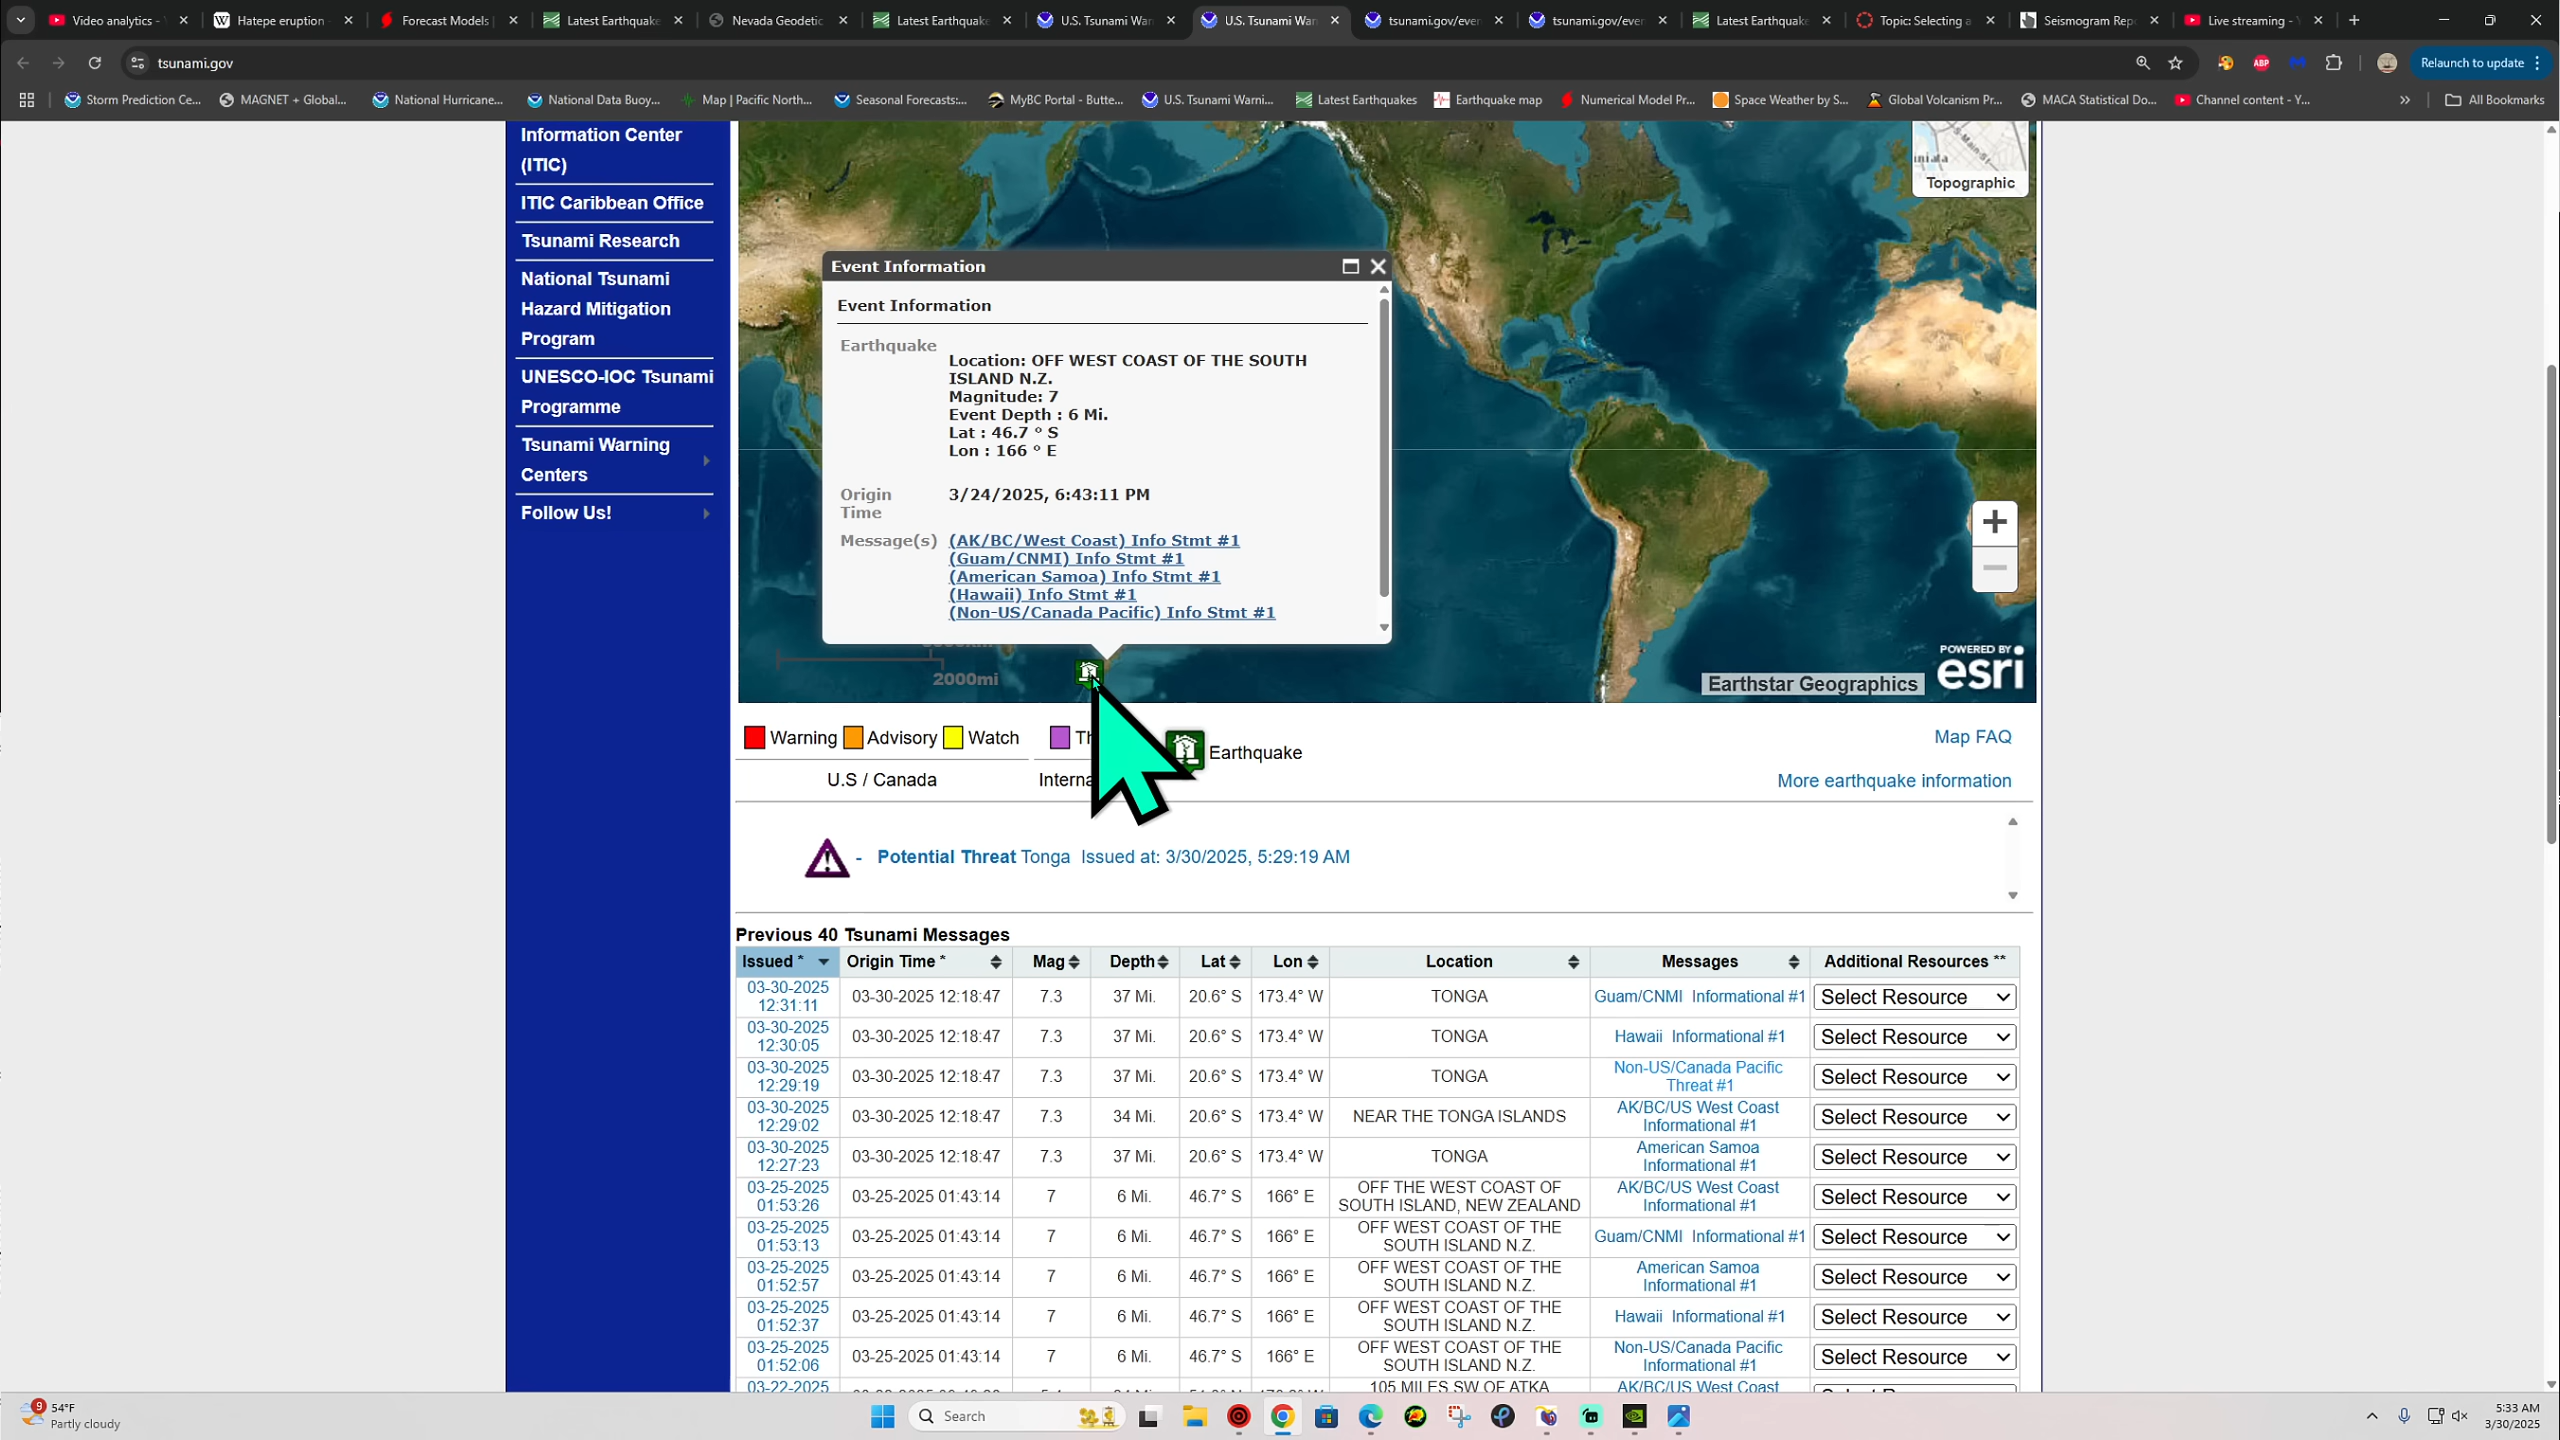 Video analytics -
Hatepe eruption
Forecast Models |
Latest Earthquake
Nevada Geodetic
Latest Earthquake
U.S. Tsunami War
U.S. Tsunami War
tsunami.gov/ever
tsunami.gov/ever
Latest Earthquake
Topic: Selecting a
Seismogram Rep
Live streaming -
tsunami.gov
ABP
Relaunch to update
Storm Prediction Ce...
MAGNET + Global...
National Hurricane...
National Data Buoy...
Map | Pacific North...
Seasonal Forecasts:...
MyBC Portal - Butte...
U.S. Tsunami Warni...
Latest Earthquakes
Earthquake map
Numerical Model Pr...
Space Weather by S...
Global Volcanism Pr...
MACA Statistical Do...
Channel content - Y...
All Bookmarks
Information Center
(ITIC)
ITIC Caribbean Office
Tsunami Research
National Tsunami
Hazard Mitigation
Program
UNESCO-IOC Tsunami
Programme
Tsunami Warning
Centers
Follow Us!
Topographic
Event Information
Event Information
Earthquake
Location: OFF WEST COAST OF THE SOUTH
ISLAND N.Z.
Magnitude: 7
Event Depth : 6 Mi.
Lat : 46.7 ° S
Lon : 166 ° E
Origin
Time
3/24/2025, 6:43:11 PM
Message(s)
(AK/BC/West Coast) Info Stmt #1
(Guam/CNMI) Info Stmt #1
(American Samoa) Info Stmt #1
(Hawaii) Info Stmt #1
(Non-US/Canada Pacific) Info Stmt #1
2000mi
POWERED BY
esri
Earthstar Geographics
Warning Advisory Watch
Earthquake
U.S / Canada
Map FAQ
More earthquake information
- Potential Threat Tonga Issued at: 3/30/2025, 5:29:19 AM
Previous 40 Tsunami Messages
Issued * Origin Time * Mag Depth Lat Lon Location Messages Additional Resources **
03-30-2025 12:31:11 03-30-2025 12:18:47 7.3 37 Mi. 20.6° S 173.4° W TONGA Guam/CNMI Informational #1 Select Resource
03-30-2025 12:30:05 03-30-2025 12:18:47 7.3 37 Mi. 20.6° S 173.4° W TONGA Hawaii Informational #1 Select Resource
03-30-2025 12:29:19 03-30-2025 12:18:47 7.3 37 Mi. 20.6° S 173.4° W TONGA Non-US/Canada Pacific Threat #1 Select Resource
03-30-2025 12:29:02 03-30-2025 12:18:47 7.3 34 Mi. 20.6° S 173.4° W NEAR THE TONGA ISLANDS AK/BC/US West Coast Informational #1 Select Resource
03-30-2025 12:27:23 03-30-2025 12:18:47 7.3 37 Mi. 20.6° S 173.4° W TONGA American Samoa Informational #1 Select Resource
03-25-2025 01:53:26 03-25-2025 01:43:14 7 6 Mi. 46.7° S 166° E OFF THE WEST COAST OF SOUTH ISLAND, NEW ZEALAND AK/BC/US West Coast Informational #1 Select Resource
03-25-2025 01:53:13 03-25-2025 01:43:14 7 6 Mi. 46.7° S 166° E OFF WEST COAST OF THE SOUTH ISLAND N.Z. Guam/CNMI Informational #1 Select Resource
03-25-2025 01:52:57 03-25-2025 01:43:14 7 6 Mi. 46.7° S 166° E OFF WEST COAST OF THE SOUTH ISLAND N.Z. American Samoa Informational #1 Select Resource
03-25-2025 01:52:37 03-25-2025 01:43:14 7 6 Mi. 46.7° S 166° E OFF WEST COAST OF THE SOUTH ISLAND N.Z. Hawaii Informational #1 Select Resource
03-25-2025 01:52:06 03-25-2025 01:43:14 7 6 Mi. 46.7° S 166° E OFF WEST COAST OF THE SOUTH ISLAND N.Z. Non-US/Canada Pacific Informational #1 Select Resource
03-22-2025 105 MILES SW OF ATKA AK/BC/US West Coast
9
54°F
Partly cloudy
Search
5:33 AM
3/30/2025